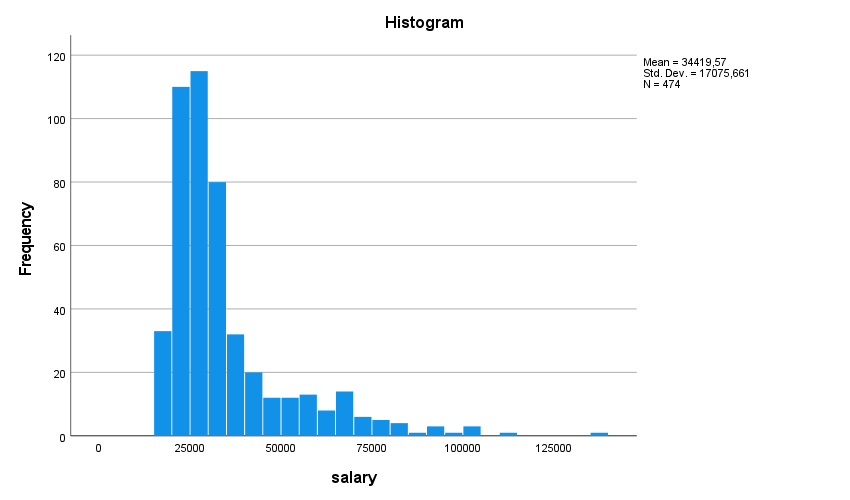 Histogram
120
100
80
60
40
20
0
Frequency
0 25000 50000 75000 100000 125000
salary
Mean = 34419,57
Std. Dev. = 17075,661
N = 474